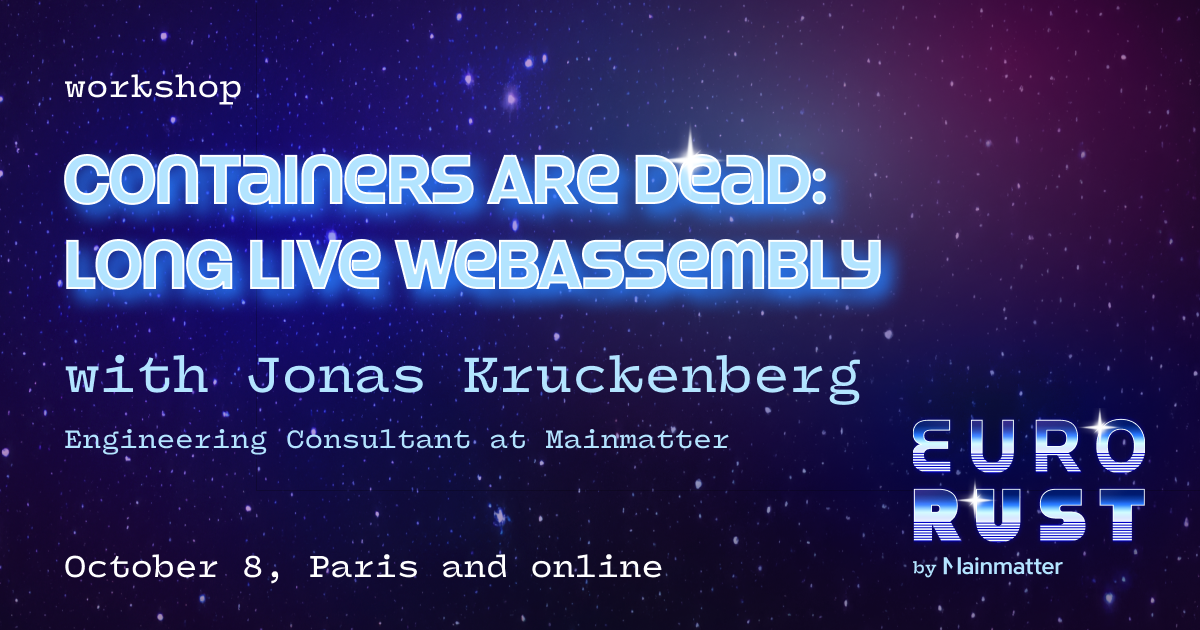 workshop
CONTAINERS ARE DEAD:
LONG LIVE WEBASSEMBLY
with Jonas Kruckenberg
Engineering Consultant at Mainmatter
October 8, Paris and online
EURO
RUST
by Mainmatter